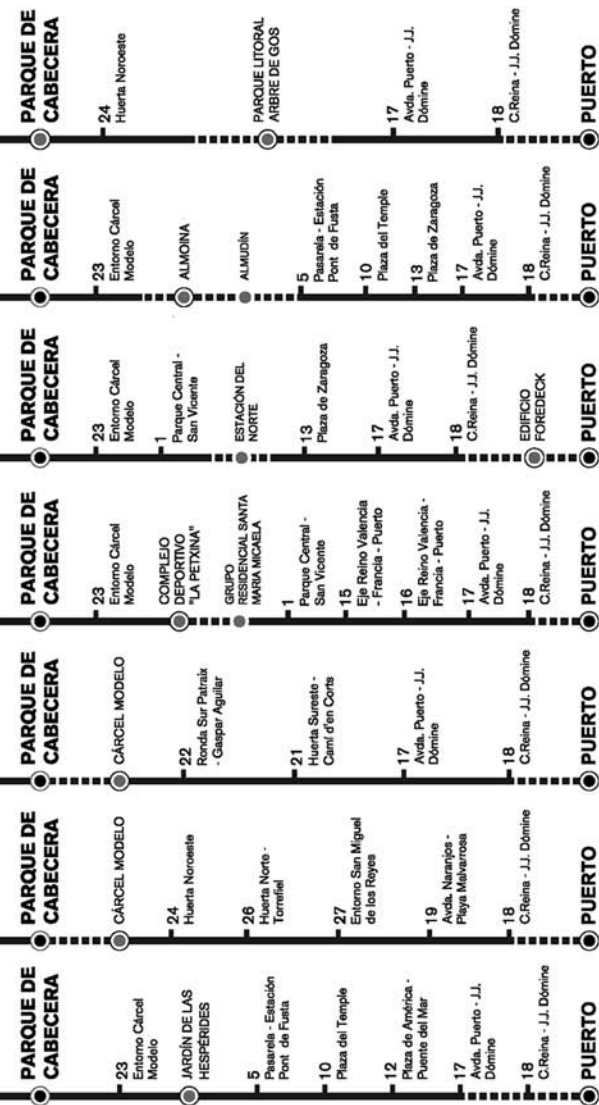 PARQUE DE
CABECERA
23
Entorno Cárcel
Modelo
JARDÍN DE LAS
HESPÉRIDES
5
Pasarela - Estación
Pont de Fusta
10
Plaza del Temple
12
Plaza de América -
Puente del Mar
17
Avda. Puerto - J.J.
Dómine
18
C.Reina - J.J. Dómine
PUERTO
PARQUE DE
CABECERA
CÁRCEL MODELO
24
Huerta Noroeste
26
Huerta Norte -
Torrefiel
27
Entorno San Miguel
de los Reyes
19
Avda. Naranjos -
Playa Malvarrosa
18
C.Reina - J.J. Dómine
PUERTO
PARQUE DE
CABECERA
CÁRCEL MODELO
22
Ronda Sur Patraix
- Gaspar Aguilar
21
Huerta Sureste -
Camí d'en Corts
17
Avda. Puerto - J.J.
Dómine
18
C.Reina - J.J. Dómine
PUERTO
PARQUE DE
CABECERA
23
Entorno Cárcel
Modelo
COMPLEJO
DEPORTIVO
"LA PETXINA"
GRUPO
RESIDENCIAL SANTA
MARIA MICAELA
1
Parque Central -
San Vicente
15
Eje Reino Valencia
- Francia - Puerto
16
Eje Reino Valencia -
Francia - Puerto
17
Avda. Puerto - J.J.
Dómine
18
C.Reina - J.J. Dómine
PUERTO
PARQUE DE
CABECERA
23
Entorno Cárcel
Modelo
1
Parque Central -
San Vicente
ESTACIÓN DEL
NORTE
13
Plaza de Zaragoza
17
Avda. Puerto - J.J.
Dómine
18
C.Reina - J.J. Dómine
EDIFICIO
FOREDECK
PUERTO
PARQUE DE
CABECERA
23
Entorno Cárcel
Modelo
ALMOINA
ALMUDÍN
5
Pasarela - Estación
Pont de Fusta
10
Plaza del Temple
13
Plaza de Zaragoza
17
Avda. Puerto - J.J.
Dómine
18
C.Reina - J.J. Dómine
PUERTO
PARQUE DE
CABECERA
24
Huerta Noroeste
PARQUE LITORAL
ARBRE DE GOS
17
Avda. Puerto - J.J.
Dómine
18
C.Reina - J.J. Dómine
PUERTO